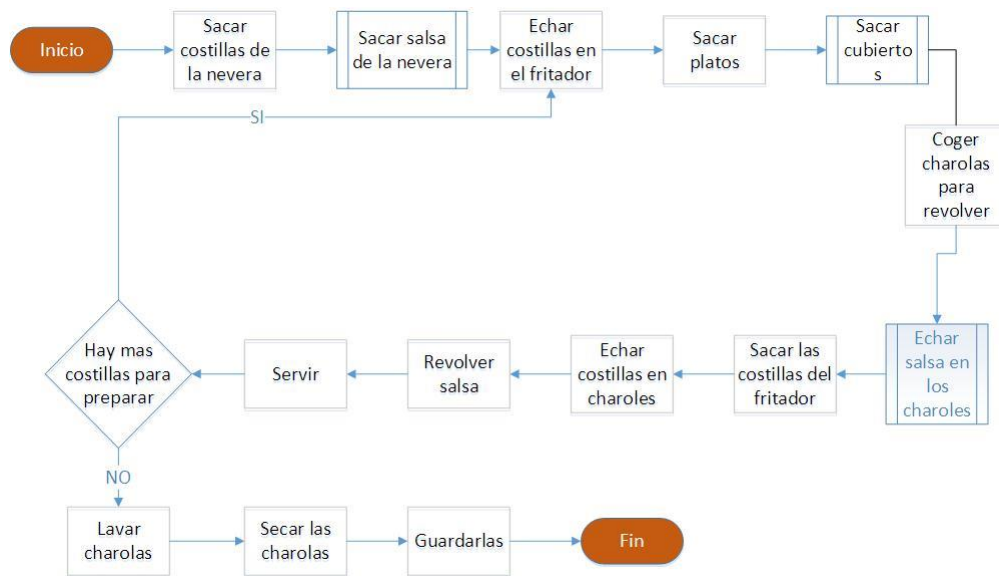 Inicio
Sacar
costillas de
la nevera
Sacar salsa
de la nevera
Echar
costillas en
el fritador
Sacar
platos
Sacar
cubierto
s
SI
Coger
charolas
para
revolver
Echar
salsa en
los
charoles
Sacar las
costillas del
fritador
Echar
costillas en
charoles
Revolver
salsa
Servir
Hay mas
costillas para
preparar
NO
Lavar
charolas
Secar las
charolas
Guardarlas
Fin